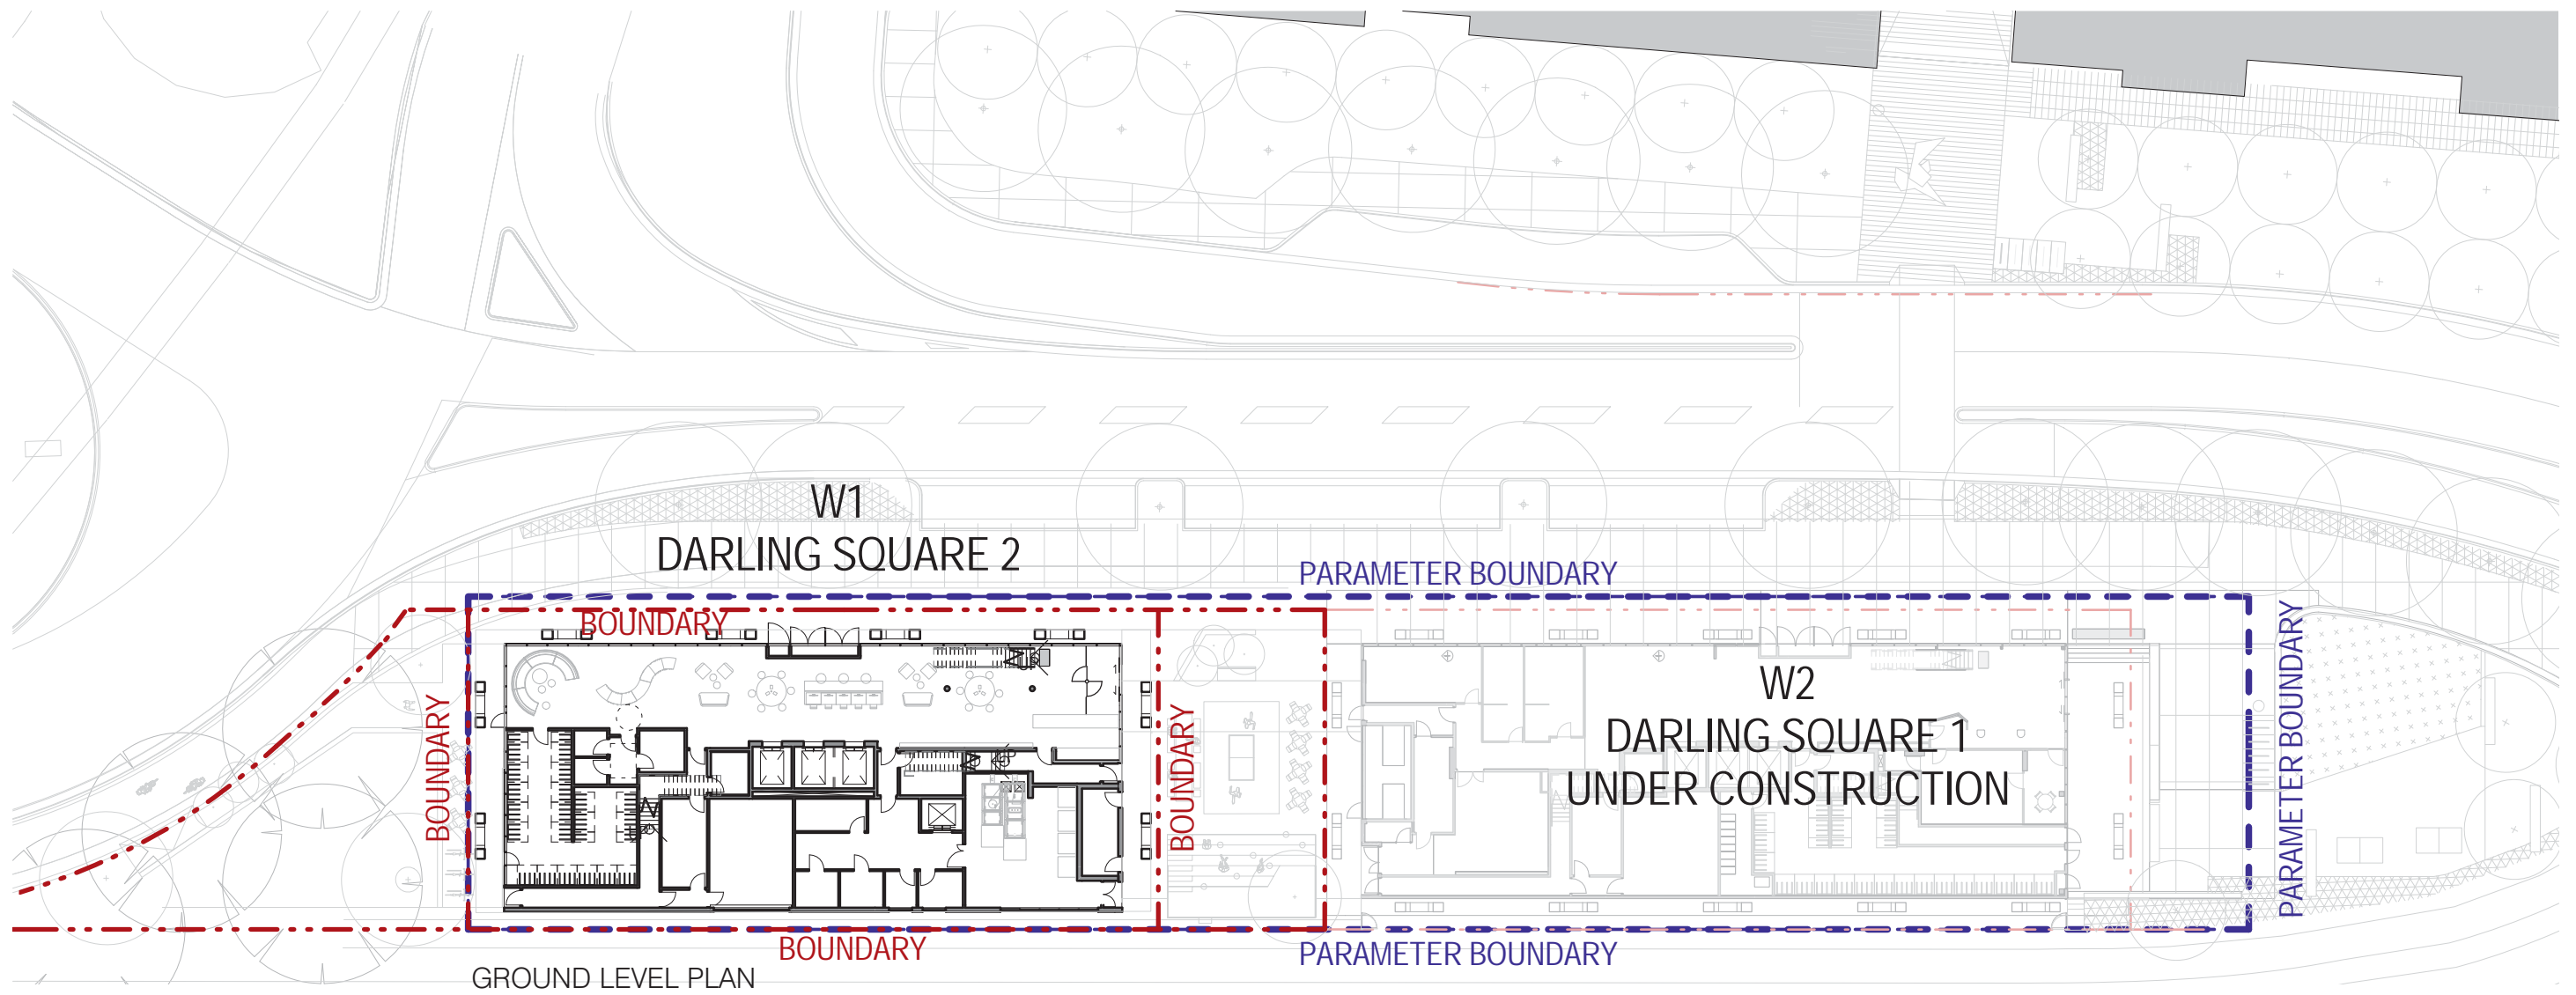 W1
DARLING SQUARE 2
PARAMETER BOUNDARY
BOUNDARY
BOUNDARY
BOUNDARY
W2
DARLING SQUARE 1
UNDER CONSTRUCTION
PARAMETER BOUNDARY
BOUNDARY
PARAMETER BOUNDARY
GROUND LEVEL PLAN